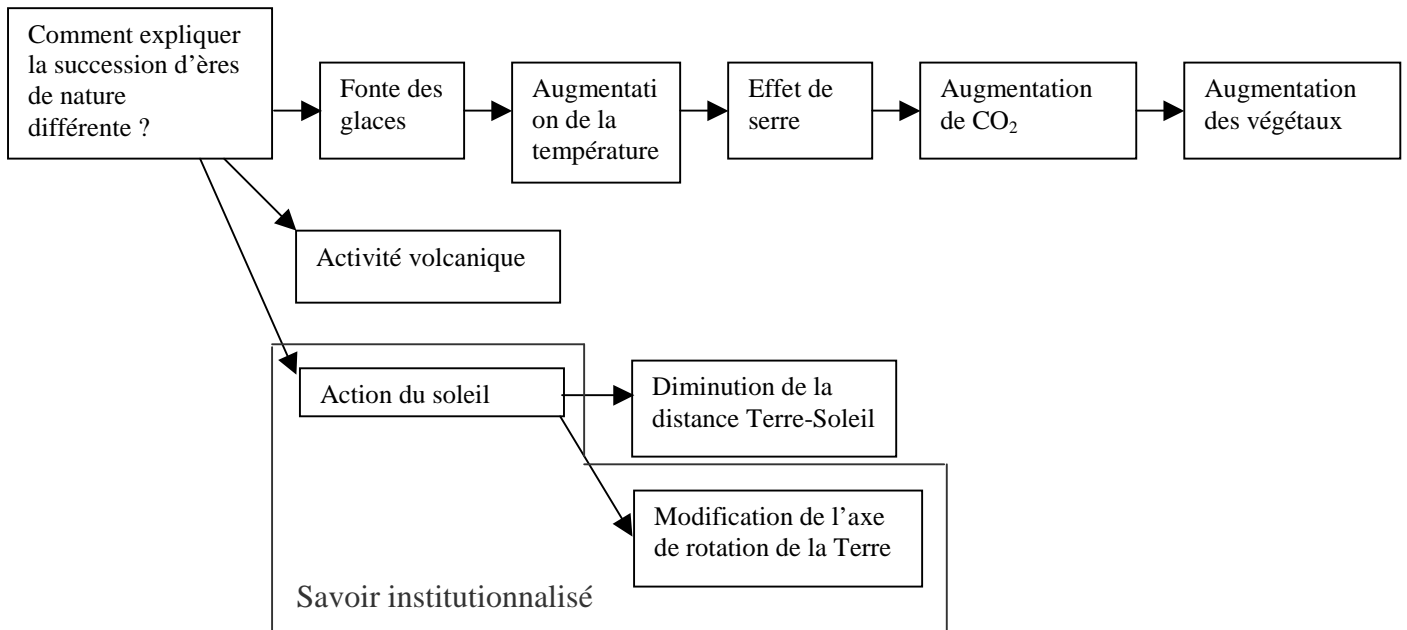 Comment expliquer
la succession d’ères
de nature
différente ?
Fonte des
glaces
Augmentati
on de la
température
Effet de
serre
Augmentation
de CO₂
Augmentation
des végétaux
Activité volcanique
Action du soleil
Diminution de la
distance Terre-Soleil
Modification de l’axe
de rotation de la Terre
Savoir institutionnalisé